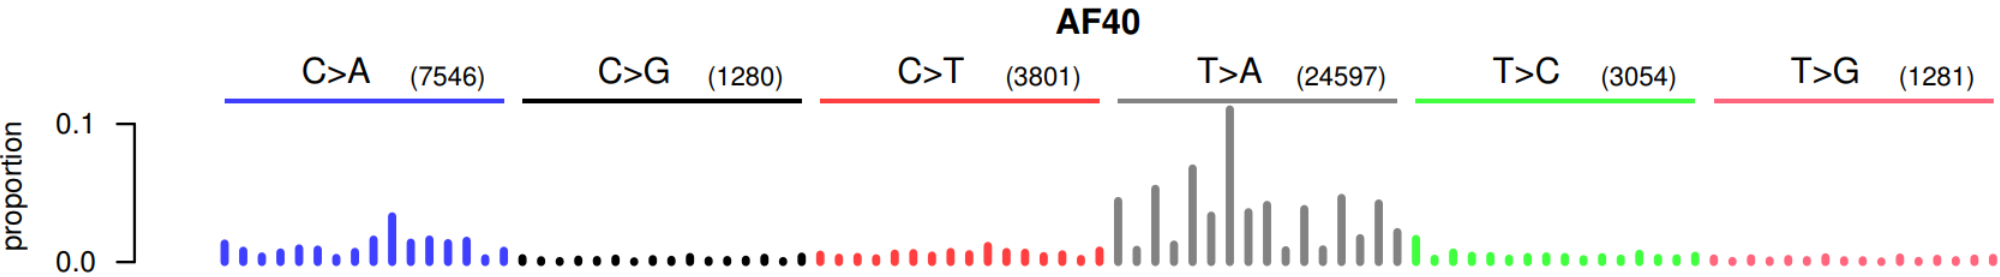 AF40
C>A (7546) C>G (1280) C>T (3801) T>A (24597) T>C (3054) T>G (1281)
proportion
0.1
0.0